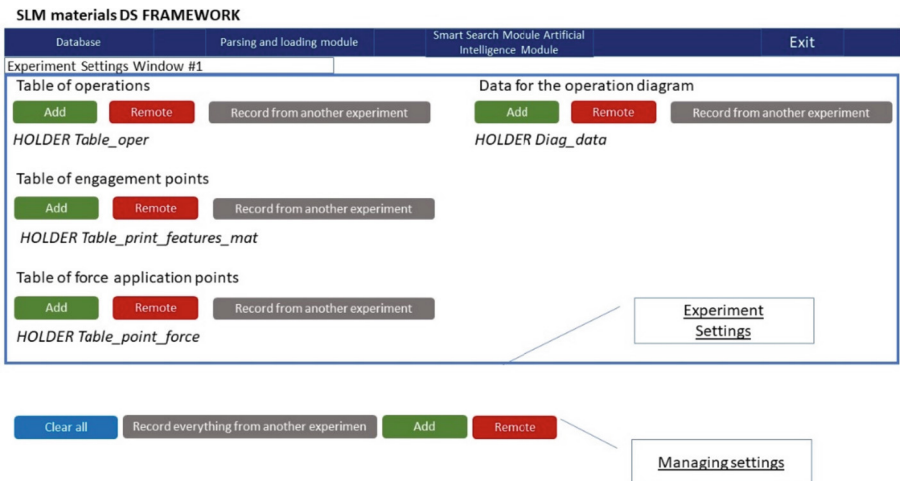 SLM materials DS FRAMEWORK
Database
Parsing and loading module
Smart Search Mocule Artificial
Intelligence Module
Exit
Experiment Settings Window #1
Table of operations
Add Remote Record from another experiment
HOLDER Table_oper
Data for the operation diagram
Add Remote Record from another experiment
HOLDER Diag_data
Table of engagement points
Add Remote Record from another experiment
HOLDER Table_print_features_mat
Table of force application points
Add Remote Record from another experiment
HOLDER Table_point_force
Experiment
Settings
Clear all Record everything from another experimen Add Remote
Managing settings